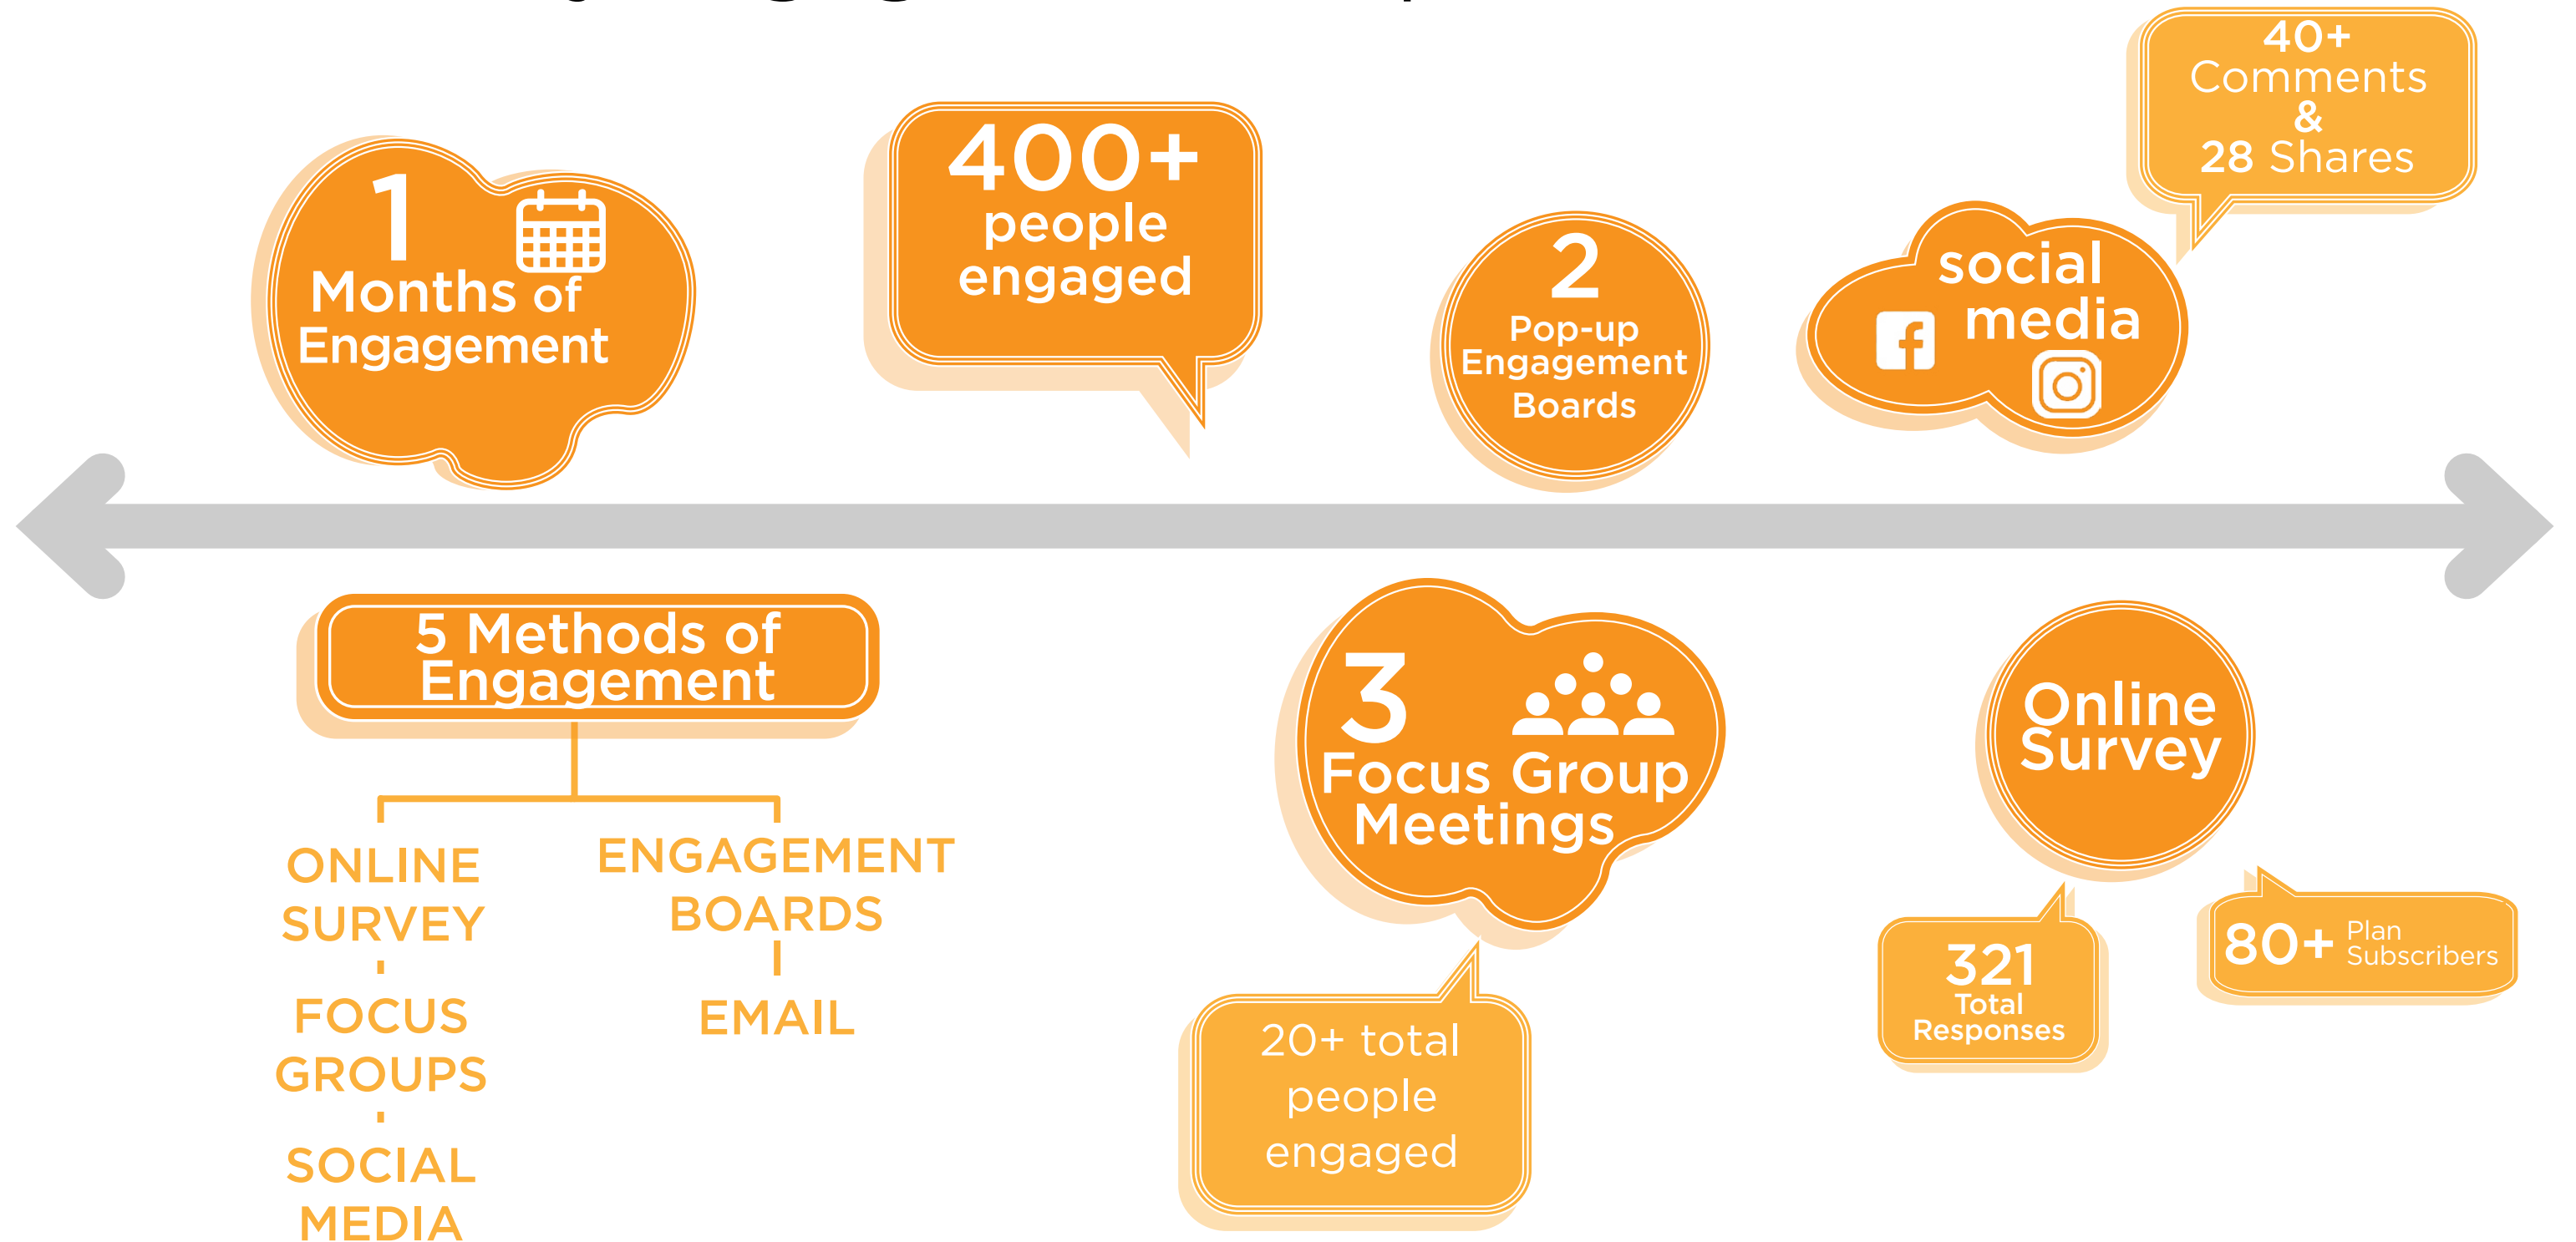 1
Months of
Engagement
400+
people
engaged
2
Pop-up
Engagement
Boards
social
media
40+
Comments
&
28 Shares
5 Methods of
Engagement
ONLINE
SURVEY
FOCUS
GROUPS
SOCIAL
MEDIA
ENGAGEMENT
BOARDS
EMAIL
3
Focus Group
Meetings
20+ total
people
engaged
Online
Survey
321
Total
Responses
80+ Plan
Subscribers